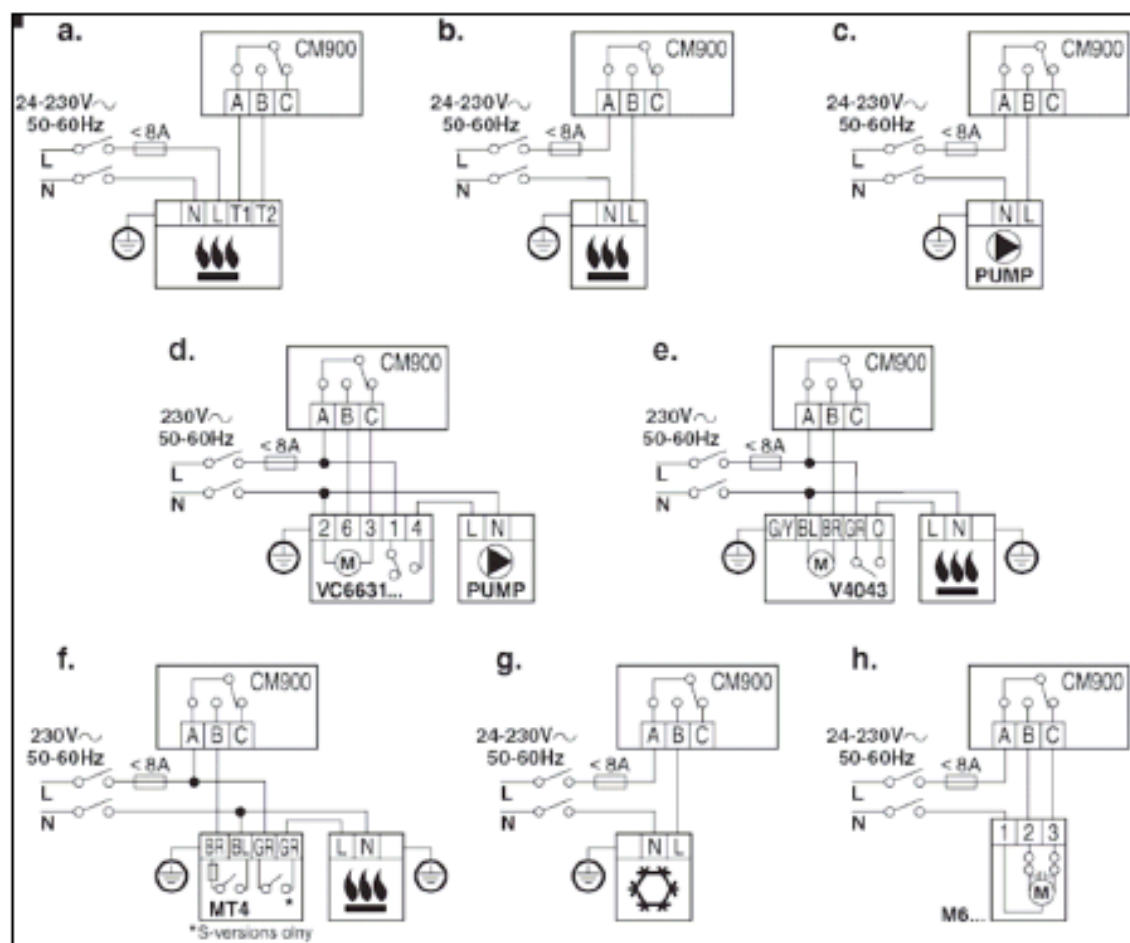 a.
CM900
A B C
24-230V~
50-60Hz
<8A
L
N
N L T1 T2
b.
CM900
A B C
24-230V~
50-60Hz
<8A
L
N
N L
c.
CM900
A B C
24-230V~
50-60Hz
<8A
L
N
N L
PUMP
d.
CM900
A B C
230V~
50-60Hz
<8A
L
N
2 6 3 1 4
M
VC6631...
L N
PUMP
e.
CM900
A B C
230V~
50-60Hz
<8A
L
N
G/Y BL BR GR O
M
V4043
L N
f.
CM900
A B C
230V~
50-60Hz
<8A
L
N
BR BL GR GR
*
MT4
*S-versions olny
L N
g.
CM900
A B C
24-230V~
50-60Hz
<8A
L
N
N L
h.
CM900
A B C
24-230V~
50-60Hz
<8A
L
N
1 2 3
M
M6...